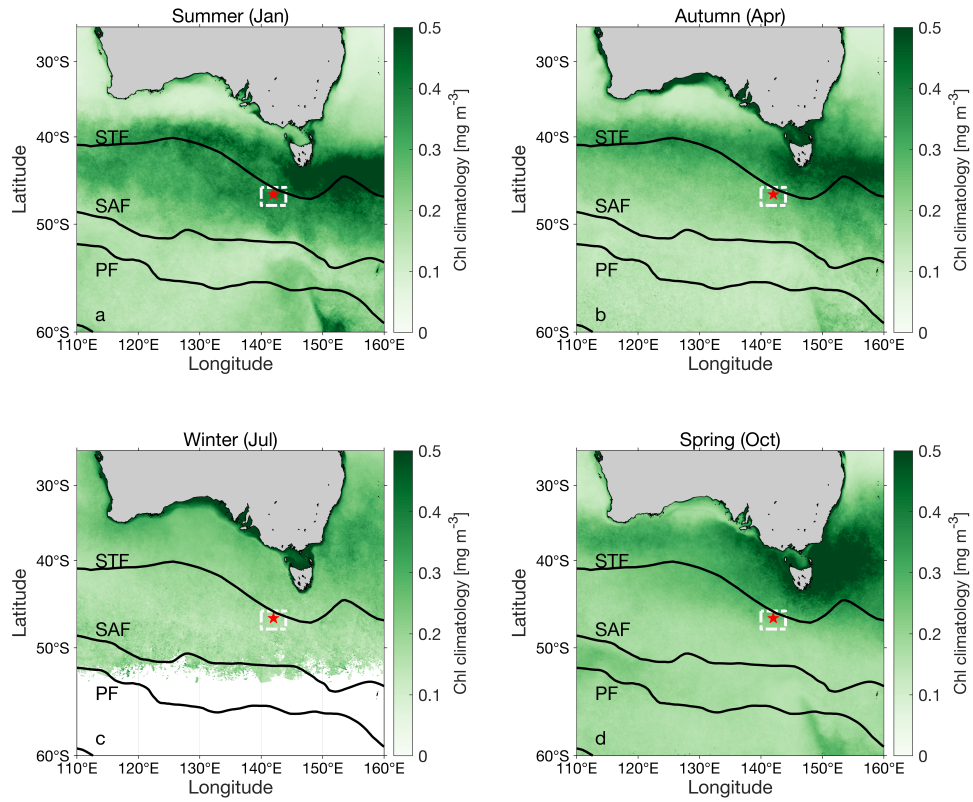 Summer (Jan)
Latitude
30°S
40°S
50°S
60°S
STF
SAF
PF
a
110°E 120°E 130°E 140°E 150°E 160°E
Longitude
0.5
0.4
0.3
0.2
0.1
0
Chl climatology [mg m⁻³]
Autumn (Apr)
Latitude
30°S
40°S
50°S
60°S
STF
SAF
PF
b
110°E 120°E 130°E 140°E 150°E 160°E
Longitude
0.5
0.4
0.3
0.2
0.1
0
Chl climatology [mg m⁻³]
Winter (Jul)
Latitude
30°S
40°S
50°S
60°S
STF
SAF
PF
c
110°E 120°E 130°E 140°E 150°E 160°E
Longitude
0.5
0.4
0.3
0.2
0.1
0
Chl climatology [mg m⁻³]
Spring (Oct)
Latitude
30°S
40°S
50°S
60°S
STF
SAF
PF
d
110°E 120°E 130°E 140°E 150°E 160°E
Longitude
0.5
0.4
0.3
0.2
0.1
0
Chl climatology [mg m⁻³]